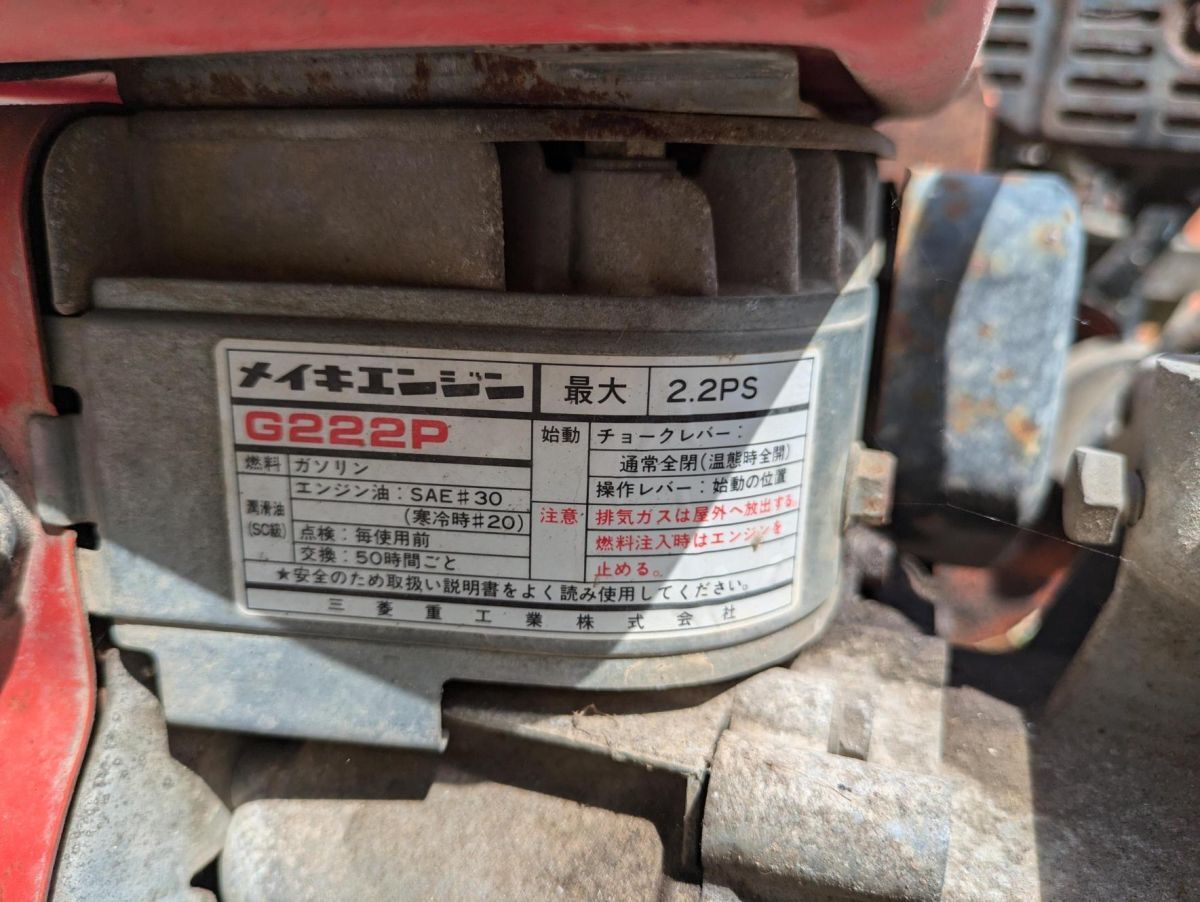 メイキエンジン 最大 2.2PS
G222P
燃料 ガソリン
潤滑油(SC級) エンジン油：SAE#30
(寒冷時#20)
点検：毎使用前
交換：50時間ごと
始動 チョークレバー：
通常全閉(温態時全開)
操作レバー：始動の位置
注意 排気ガスは屋外へ放出する。
燃料注入時はエンジンを
止める。
★安全のため取扱い説明書をよく読み使用してください。
三菱重工業株式会社